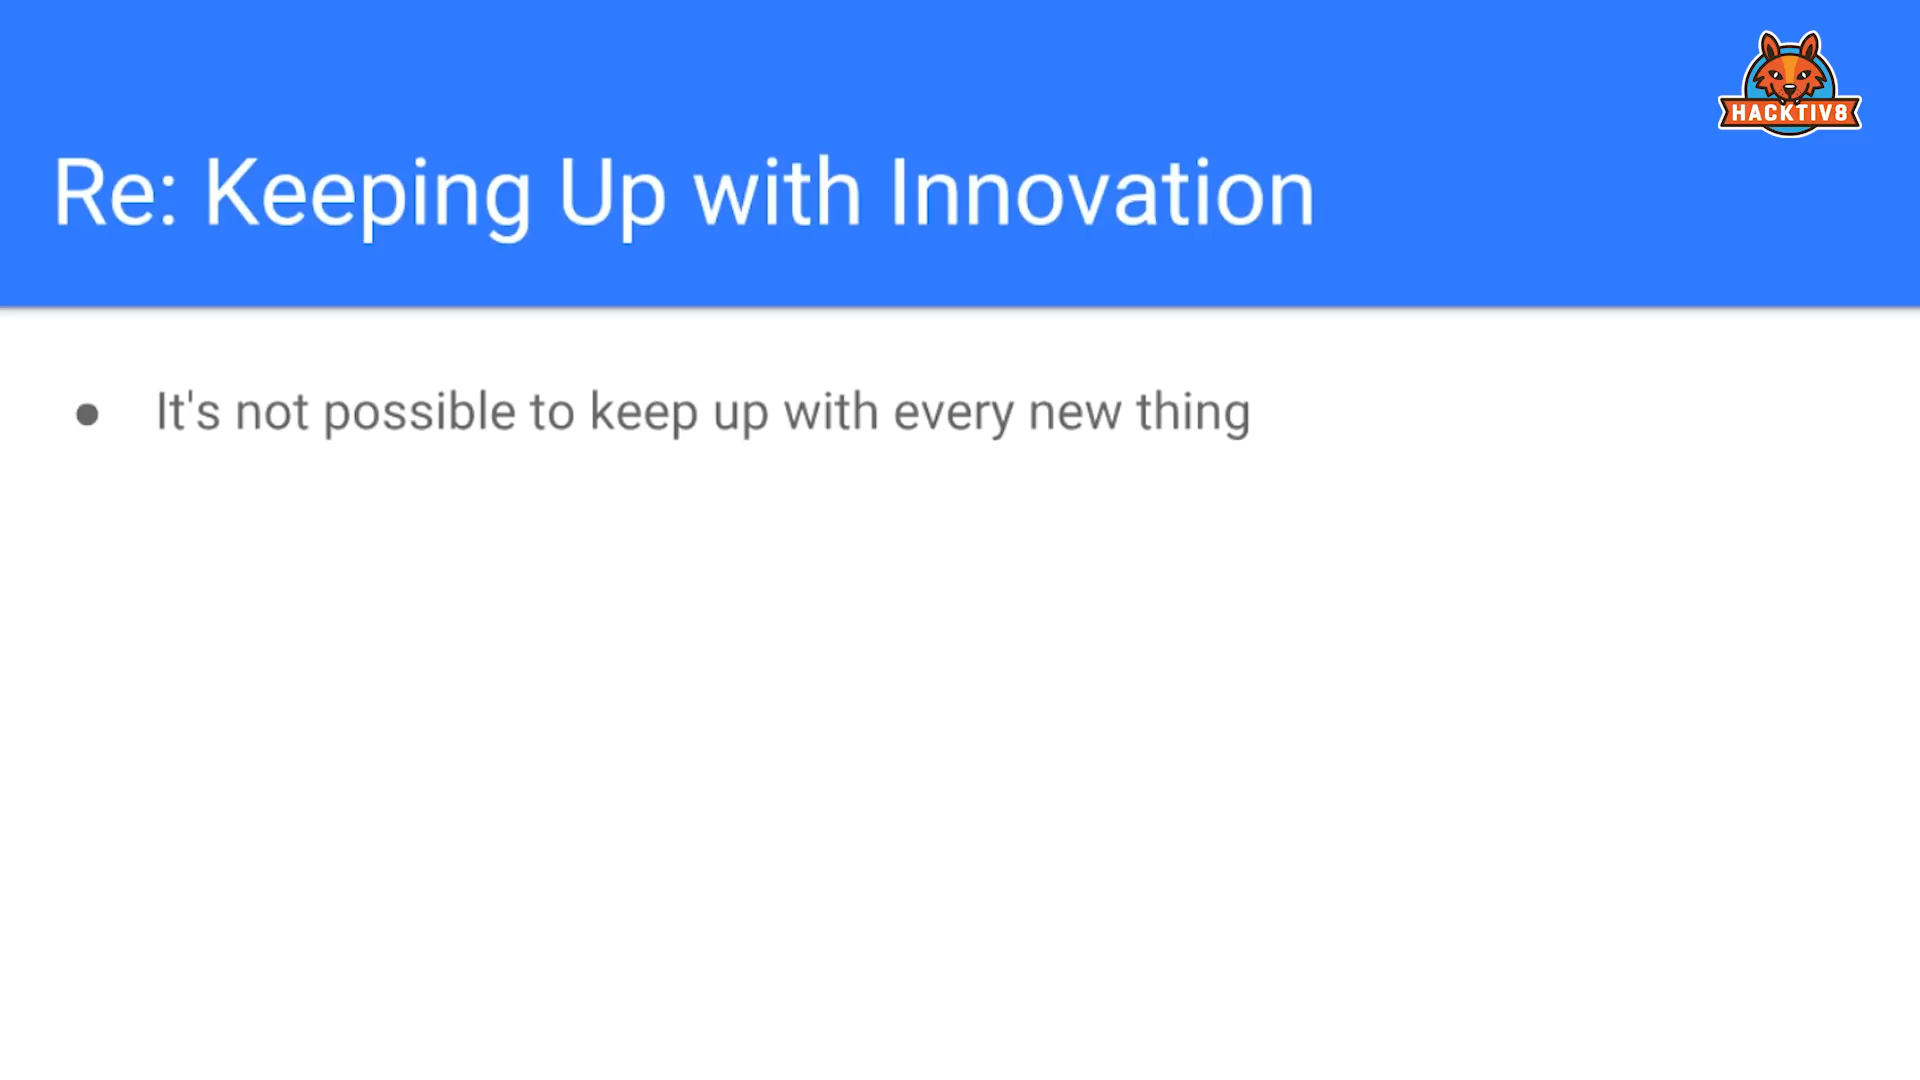 HACKTIV8
Re: Keeping Up with Innovation
● It's not possible to keep up with every new thing